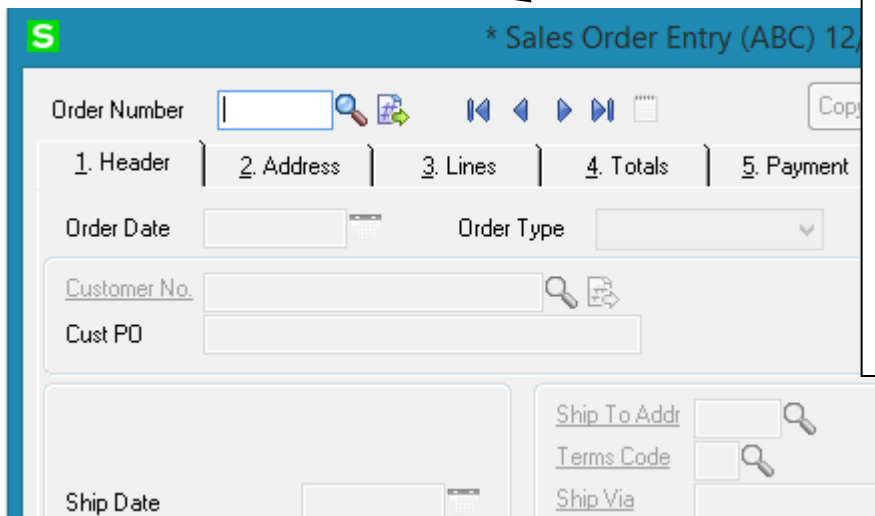 S
* Sales Order Entry (ABC) 12/
Order Number
Copy
1. Header 2. Address 3. Lines 4. Totals 5. Payment
Order Date Order Type
Customer No.
Cust PO
Ship To Addr
Terms Code
Ship Date Ship Via